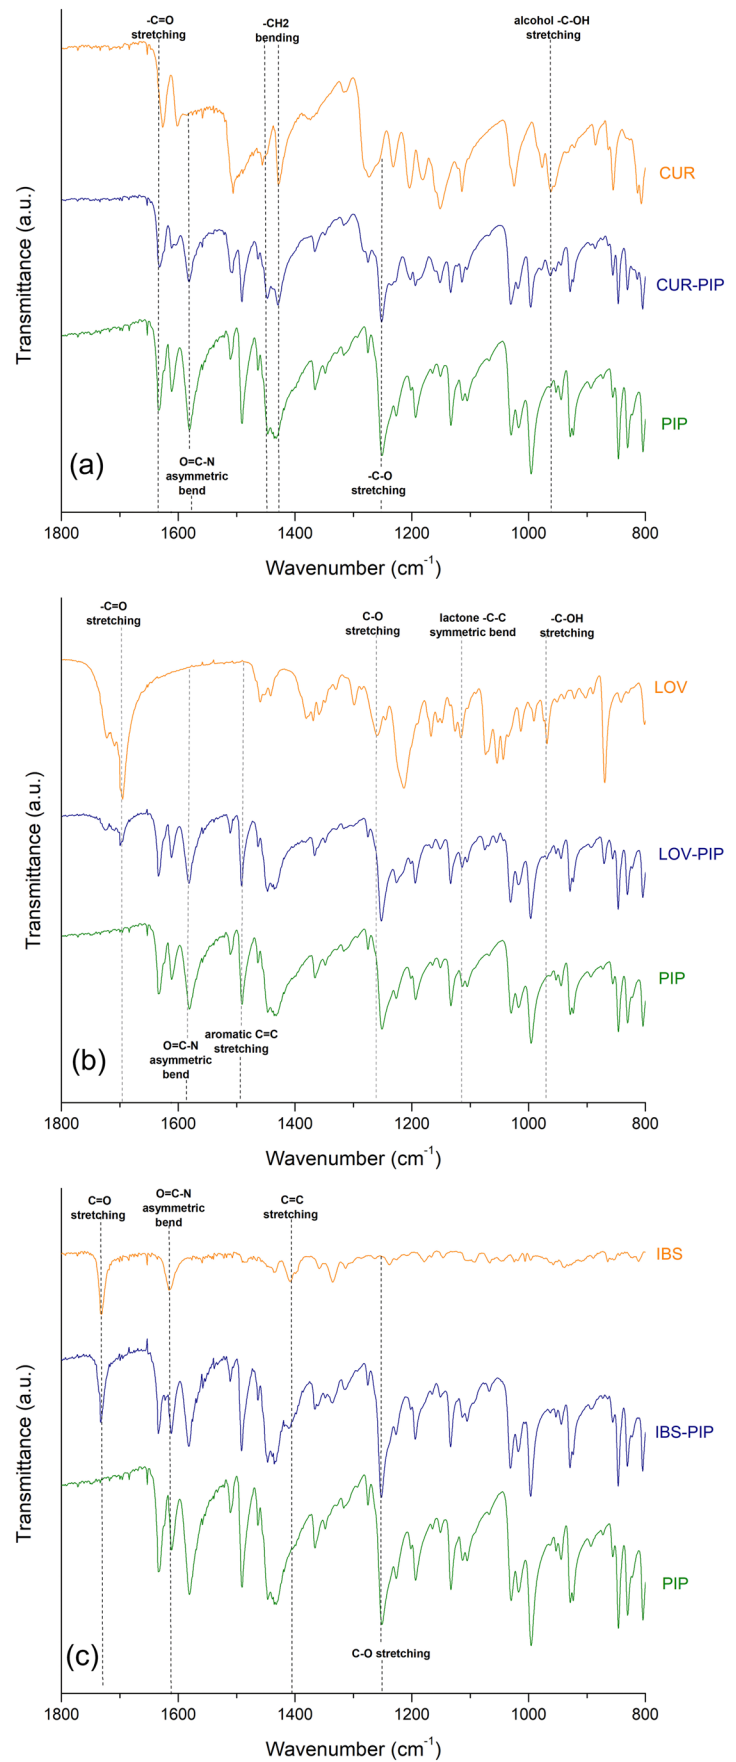 -C=O
stretching
-CH2
bending
alcohol -C-OH
stretching
CUR
CUR-PIP
PIP
Transmittance (a.u.)
(a)
O=C-N
asymmetric
bend
-C-O
stretching
1800 1600 1400 1200 1000 800
Wavenumber (cm-1)
-C=O
stretching
C-O
stretching
lactone -C-C
symmetric bend
-C-OH
stretching
LOV
LOV-PIP
PIP
Transmittance (a.u.)
(b)
O=C-N
asymmetric
bend
aromatic C=C
stretching
1800 1600 1400 1200 1000 800
Wavenumber (cm-1)
C=O
stretching
O=C-N
asymmetric
bend
C=C
stretching
IBS
IBS-PIP
PIP
Transmittance (a.u.)
(c)
C-O stretching
1800 1600 1400 1200 1000 800
Wavenumber (cm-1)